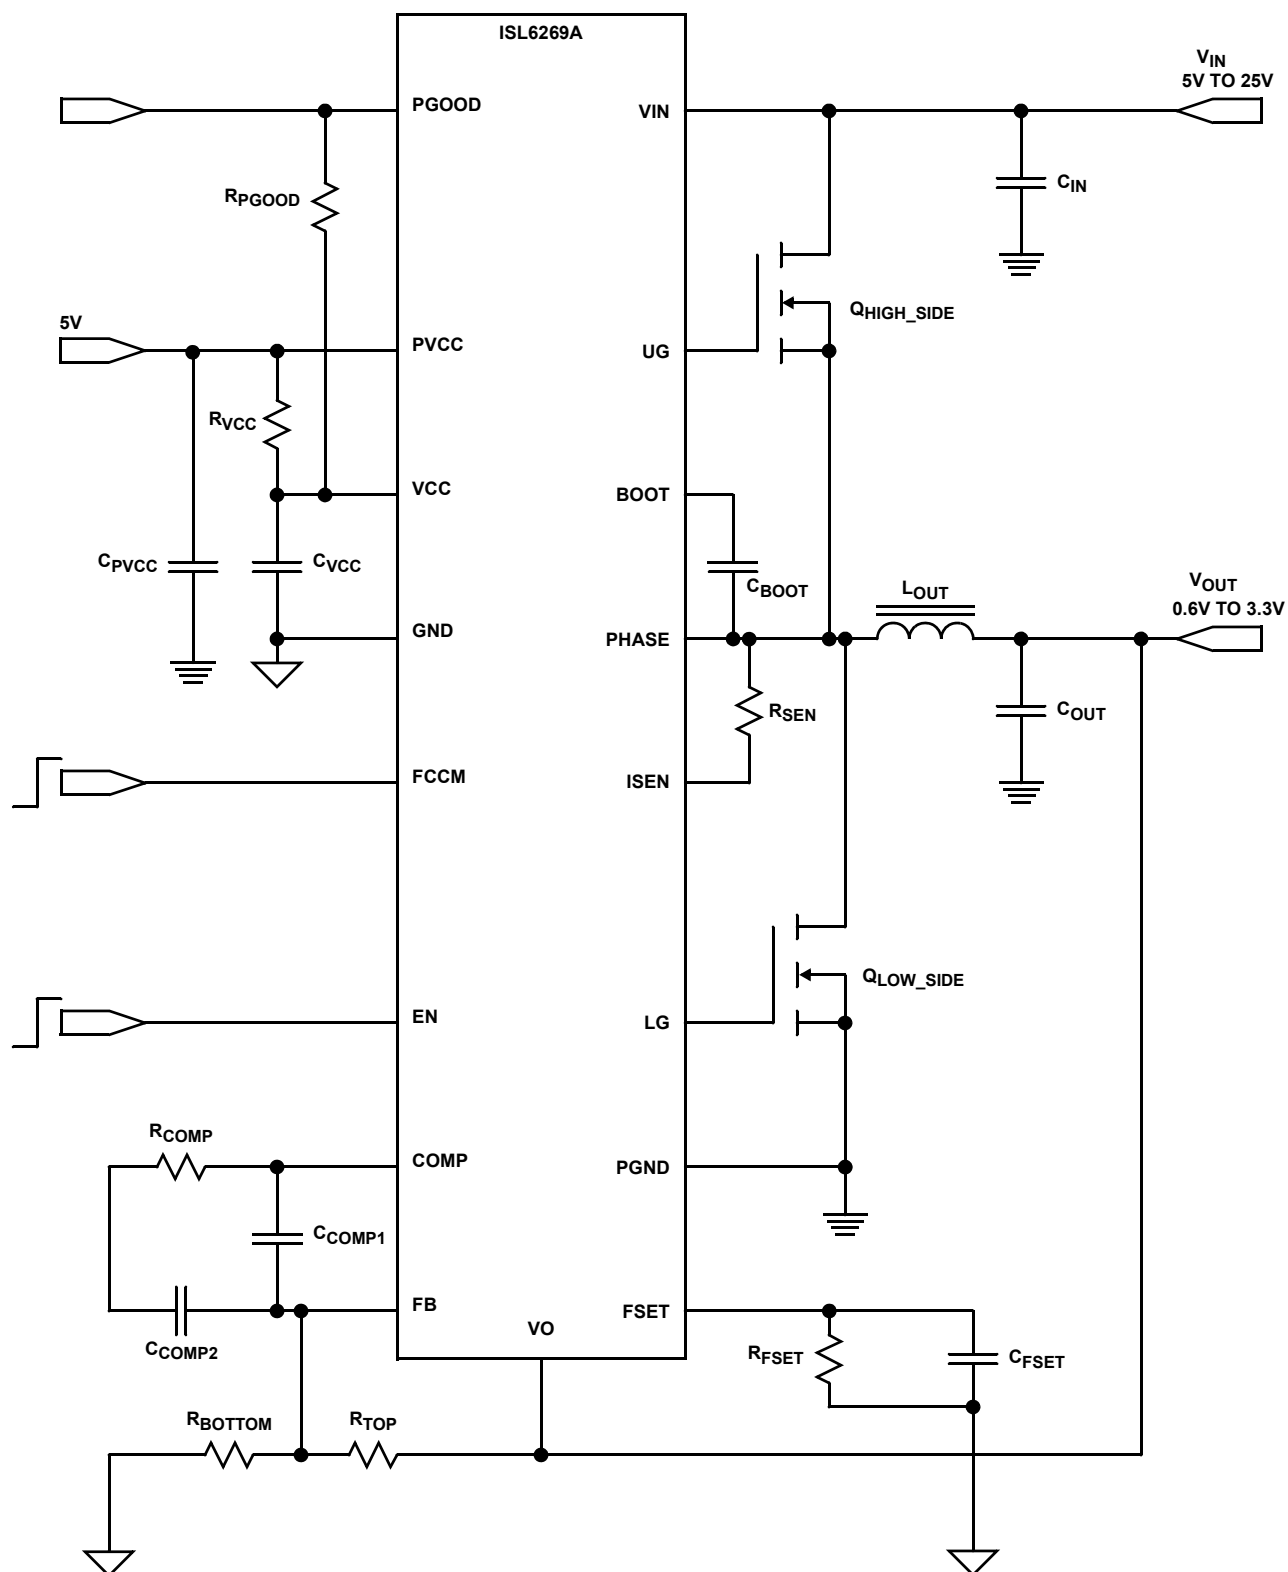 ISL6269A
VIN
5V TO 25V
PGOOD
VIN
RPGOOD
CIN
QHIGH_SIDE
5V
PVCC
UG
RVCC
VCC
BOOT
CPVCC
CVCC
CBOOT
LOUT
VOUT
0.6V TO 3.3V
GND
PHASE
RSEN
COUT
FCCM
ISEN
QLOW_SIDE
EN
LG
RCOMP
COMP
PGND
CCOMP1
FB
VO
FSET
CCOMP2
RFSET
CFSET
RBOTTOM
RTOP